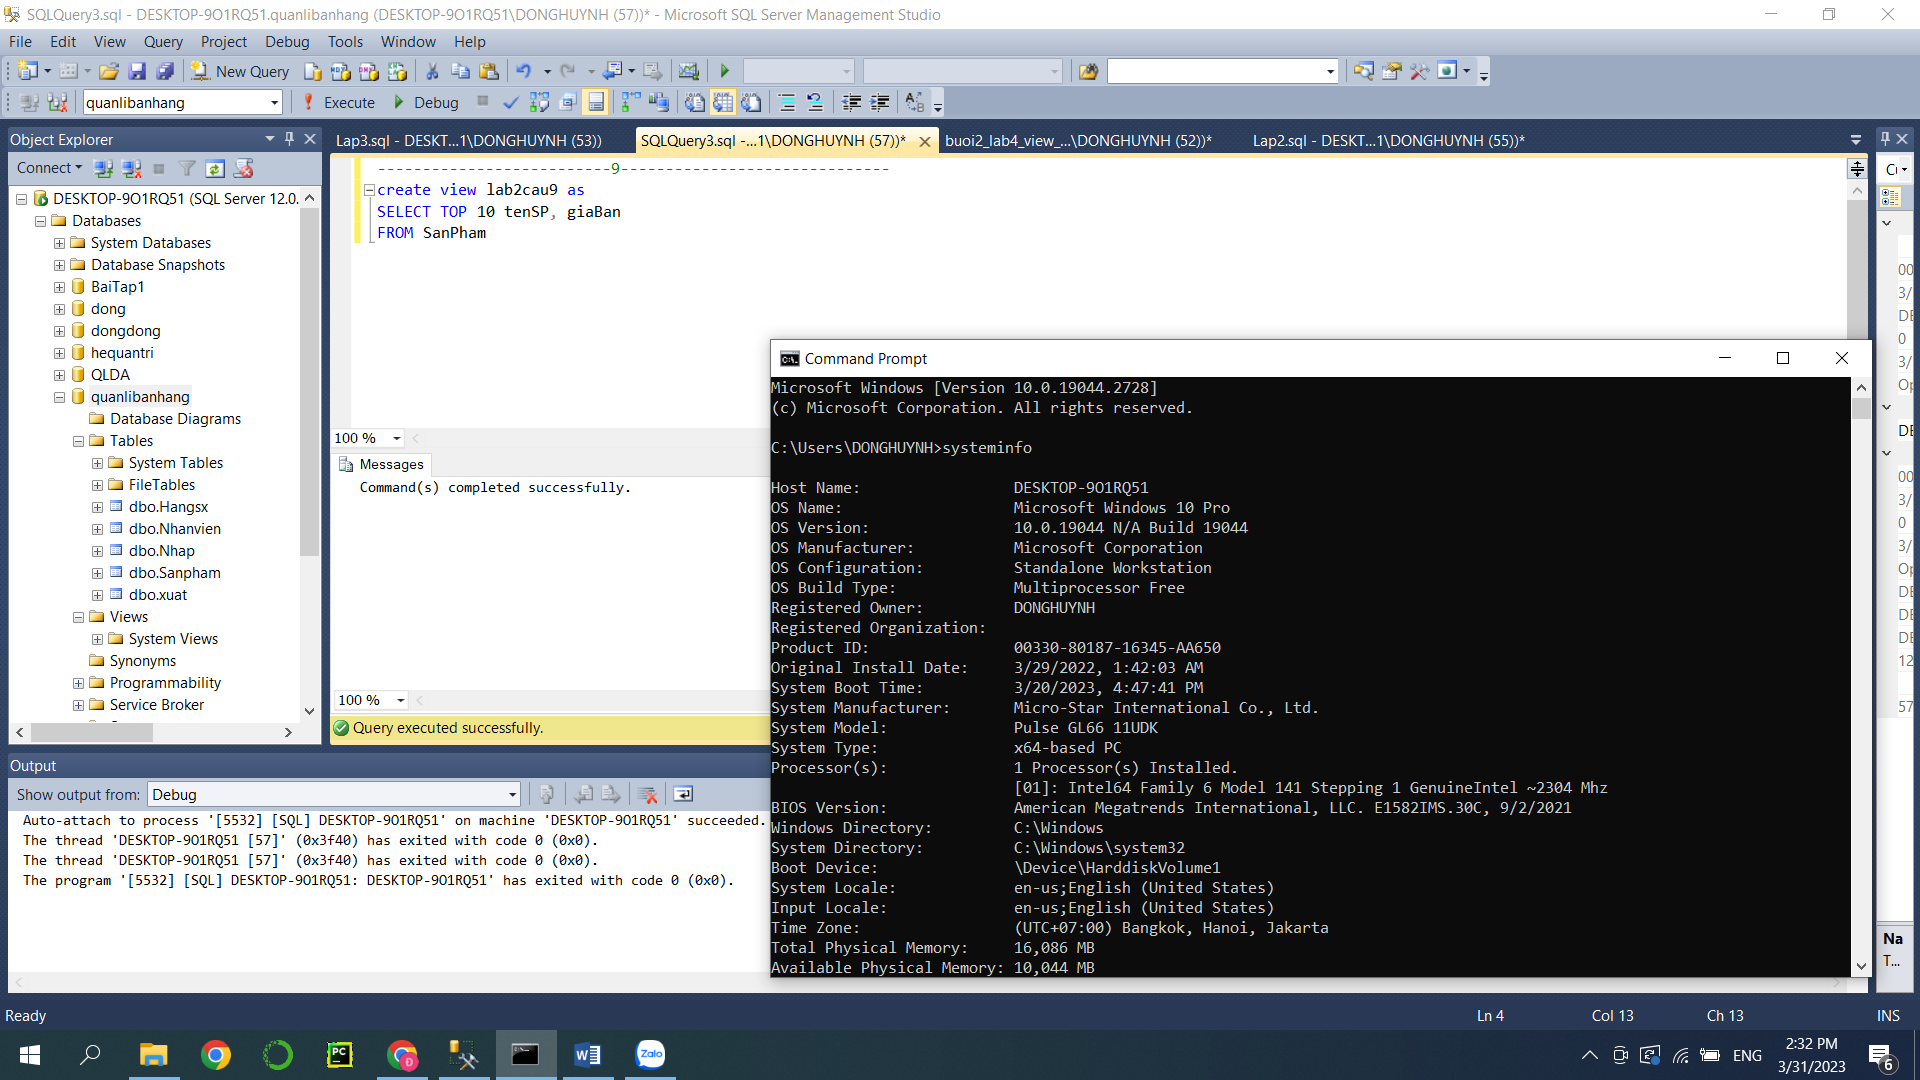 SQLQuery3.sql - DESKTOP-9O1RQ51.quanlibanhang (DESKTOP-9O1RQ51\DONGHUYNH (57))* - Microsoft SQL Server Management Studio
File Edit View Query Project Debug Tools Window Help
New Query
quanlibanhang Execute Debug
Object Explorer
Connect
DESKTOP-9O1RQ51 (SQL Server 12.0.
Databases
System Databases
Database Snapshots
BaiTap1
dong
dongdong
hequantri
QLDA
quanlibanhang
Database Diagrams
Tables
System Tables
FileTables
dbo.Hangsx
dbo.Nhanvien
dbo.Nhap
dbo.Sanpham
dbo.xuat
Views
System Views
Synonyms
Programmability
Service Broker
Lap3.sql - DESKT...1\DONGHUYNH (53)) SQLQuery3.sql -...1\DONGHUYNH (57))* buoi2_lab4_view_...\DONGHUYNH (52))* Lap2.sql - DESKT...1\DONGHUYNH (55))*
--------------------------9------------------------------
create view lab2cau9 as
SELECT TOP 10 tenSP, giaBan
FROM SanPham
100 %
Messages
Command(s) completed successfully.
100 %
Query executed successfully.
Command Prompt
Microsoft Windows [Version 10.0.19044.2728]
(c) Microsoft Corporation. All rights reserved.
C:\Users\DONGHUYNH>systeminfo
Host Name: DESKTOP-9O1RQ51
OS Name: Microsoft Windows 10 Pro
OS Version: 10.0.19044 N/A Build 19044
OS Manufacturer: Microsoft Corporation
OS Configuration: Standalone Workstation
OS Build Type: Multiprocessor Free
Registered Owner: DONGHUYNH
Registered Organization:
Product ID: 00330-80187-16345-AA650
Original Install Date: 3/29/2022, 1:42:03 AM
System Boot Time: 3/20/2023, 4:47:41 PM
System Manufacturer: Micro-Star International Co., Ltd.
System Model: Pulse GL66 11UDK
System Type: x64-based PC
Processor(s): 1 Processor(s) Installed.
[01]: Intel64 Family 6 Model 141 Stepping 1 GenuineIntel ~2304 Mhz
BIOS Version: American Megatrends International, LLC. E1582IMS.30C, 9/2/2021
Windows Directory: C:\Windows
System Directory: C:\Windows\system32
Boot Device: \Device\HarddiskVolume1
System Locale: en-us;English (United States)
Input Locale: en-us;English (United States)
Time Zone: (UTC+07:00) Bangkok, Hanoi, Jakarta
Total Physical Memory: 16,086 MB
Available Physical Memory: 10,044 MB
Output
Show output from: Debug
Auto-attach to process '[5532] [SQL] DESKTOP-9O1RQ51' on machine 'DESKTOP-9O1RQ51' succeeded.
The thread 'DESKTOP-9O1RQ51 [57]' (0x3f40) has exited with code 0 (0x0).
The thread 'DESKTOP-9O1RQ51 [57]' (0x3f40) has exited with code 0 (0x0).
The program '[5532] [SQL] DESKTOP-9O1RQ51: DESKTOP-9O1RQ51' has exited with code 0 (0x0).
00
3/
0
3/
00
3/
0
3/
12
57
Na
T...
Ready Ln 4 Col 13 Ch 13 INS
PC
Zalo
ENG
2:32 PM
3/31/2023
6